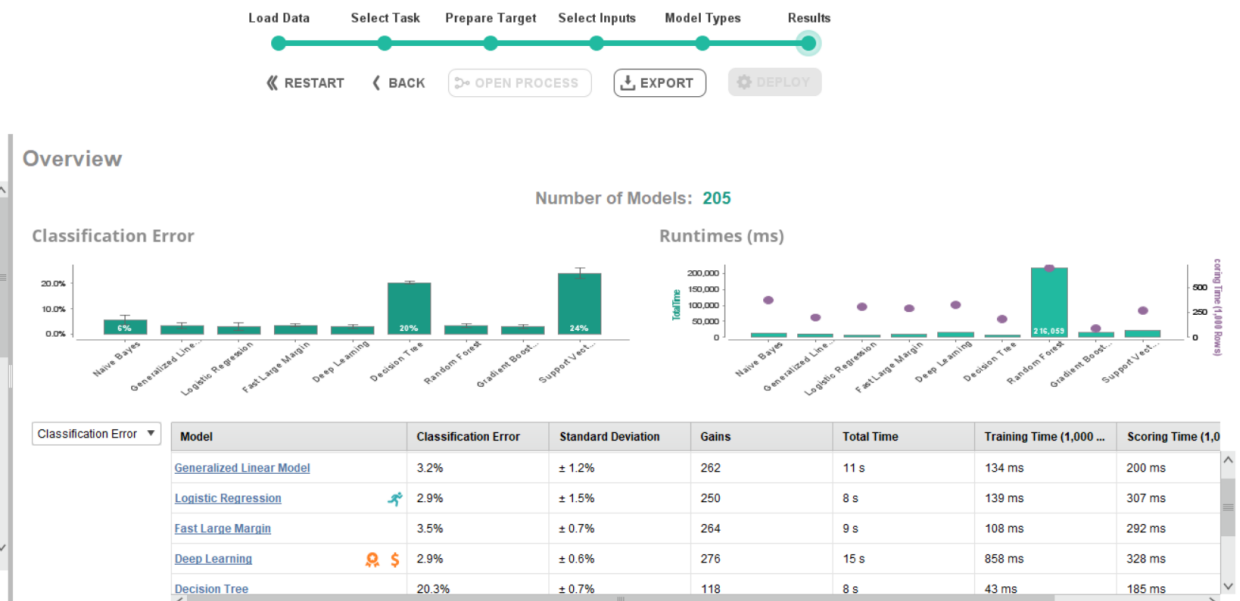 Load Data Select Task Prepare Target Select Inputs Model Types Results
RESTART BACK OPEN PROCESS EXPORT DEPLOY
Overview
Number of Models: 205
Classification Error
20.0%
10.0%
0.0%
6% 20% 24%
Naive Bayes Generalized Line... Logistic Regression Fast Large Margin Deep Learning Decision Tree Random Forest Gradient Boost... Support Vect...
Runtimes (ms)
Total Time
200,000
150,000
100,000
50,000
0
216,059
500
250
0
coring Time (1,000 Rows)
Naive Bayes Generalized Line... Logistic Regression Fast Large Margin Deep Learning Decision Tree Random Forest Gradient Boost... Support Vect...
Classification Error
Model Classification Error Standard Deviation Gains Total Time Training Time (1,000 ... Scoring Time (1,0
Generalized Linear Model 3.2% ± 1.2% 262 11 s 134 ms 200 ms
Logistic Regression 2.9% ± 1.5% 250 8 s 139 ms 307 ms
Fast Large Margin 3.5% ± 0.7% 264 9 s 108 ms 292 ms
Deep Learning $ 2.9% ± 0.6% 276 15 s 858 ms 328 ms
Decision Tree 20.3% ± 0.7% 118 8 s 43 ms 185 ms